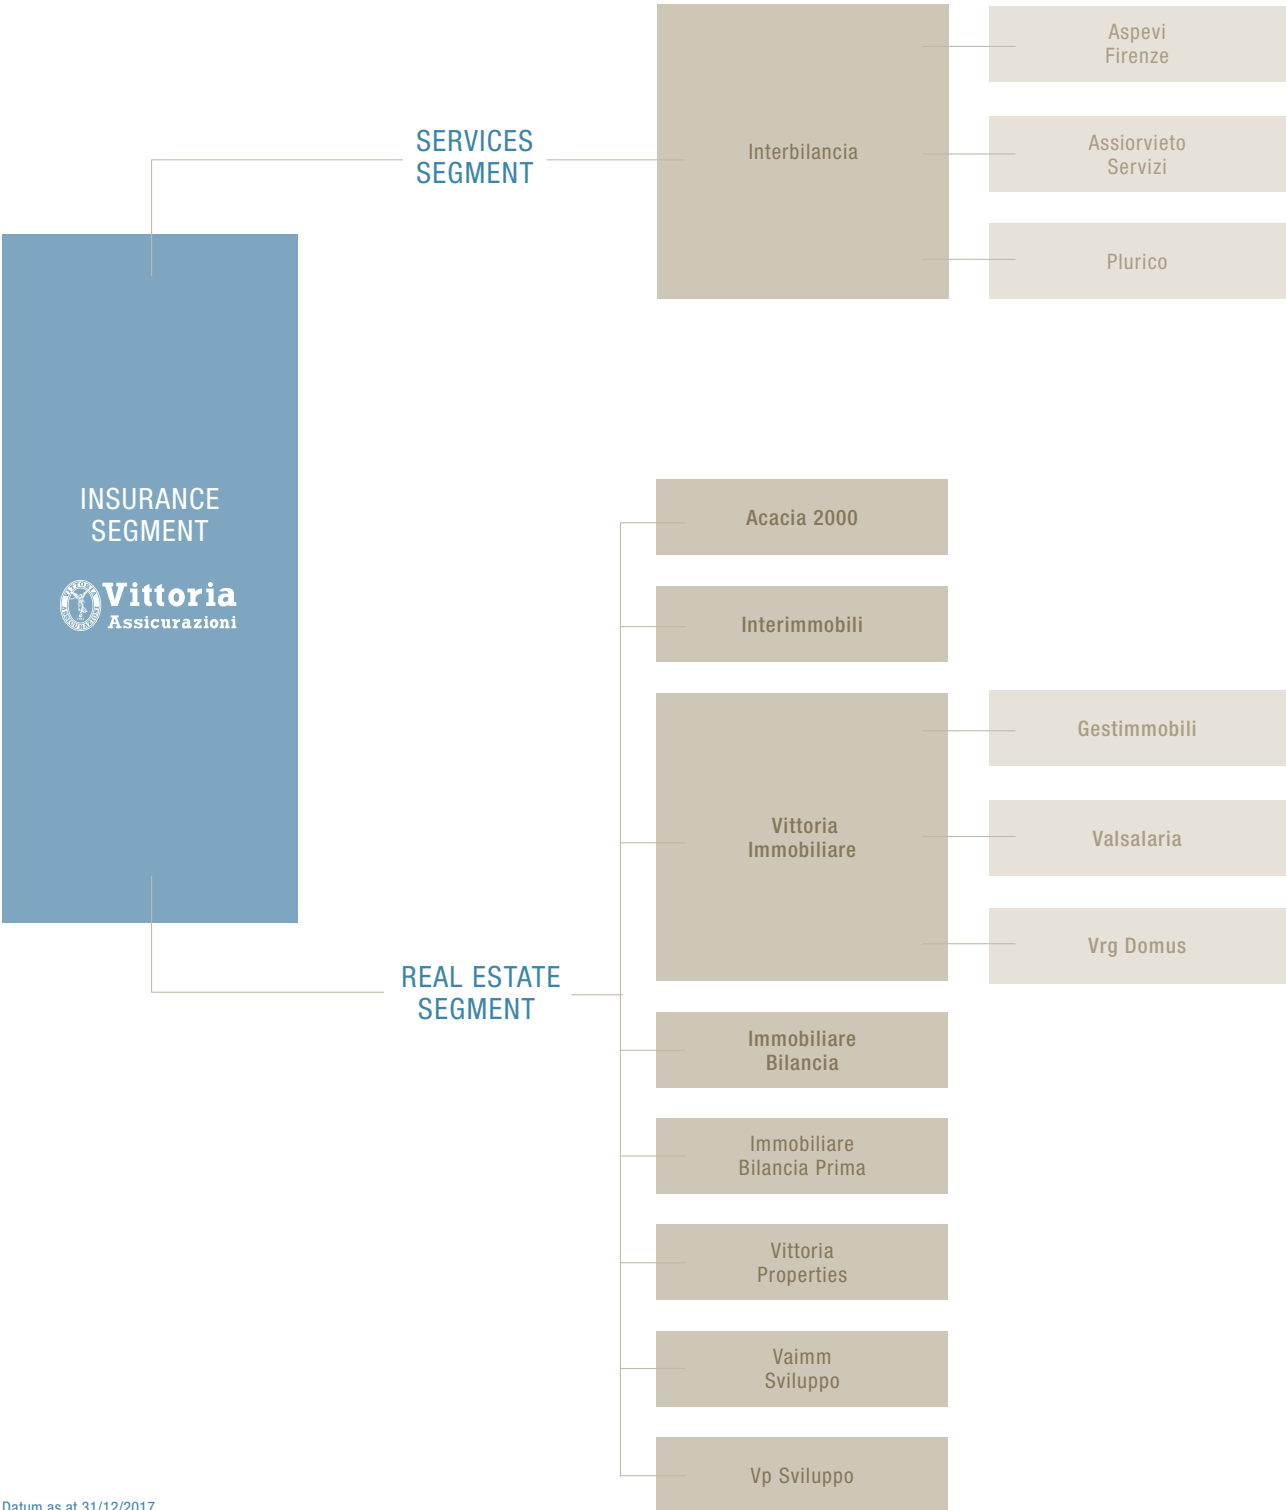 SERVICES
SEGMENT
Interbilancia
Aspevi
Firenze
Assiorvieto
Servizi
Plurico
INSURANCE
SEGMENT
Vittoria
Assicurazioni
REAL ESTATE
SEGMENT
Acacia 2000
Interimmobili
Vittoria
Immobiliare
Gestimmobili
Valsalaria
Vrg Domus
Immobiliare
Bilancia
Immobiliare
Bilancia Prima
Vittoria
Properties
Vaimm
Sviluppo
Vp Sviluppo
Datum as at 31/12/2017